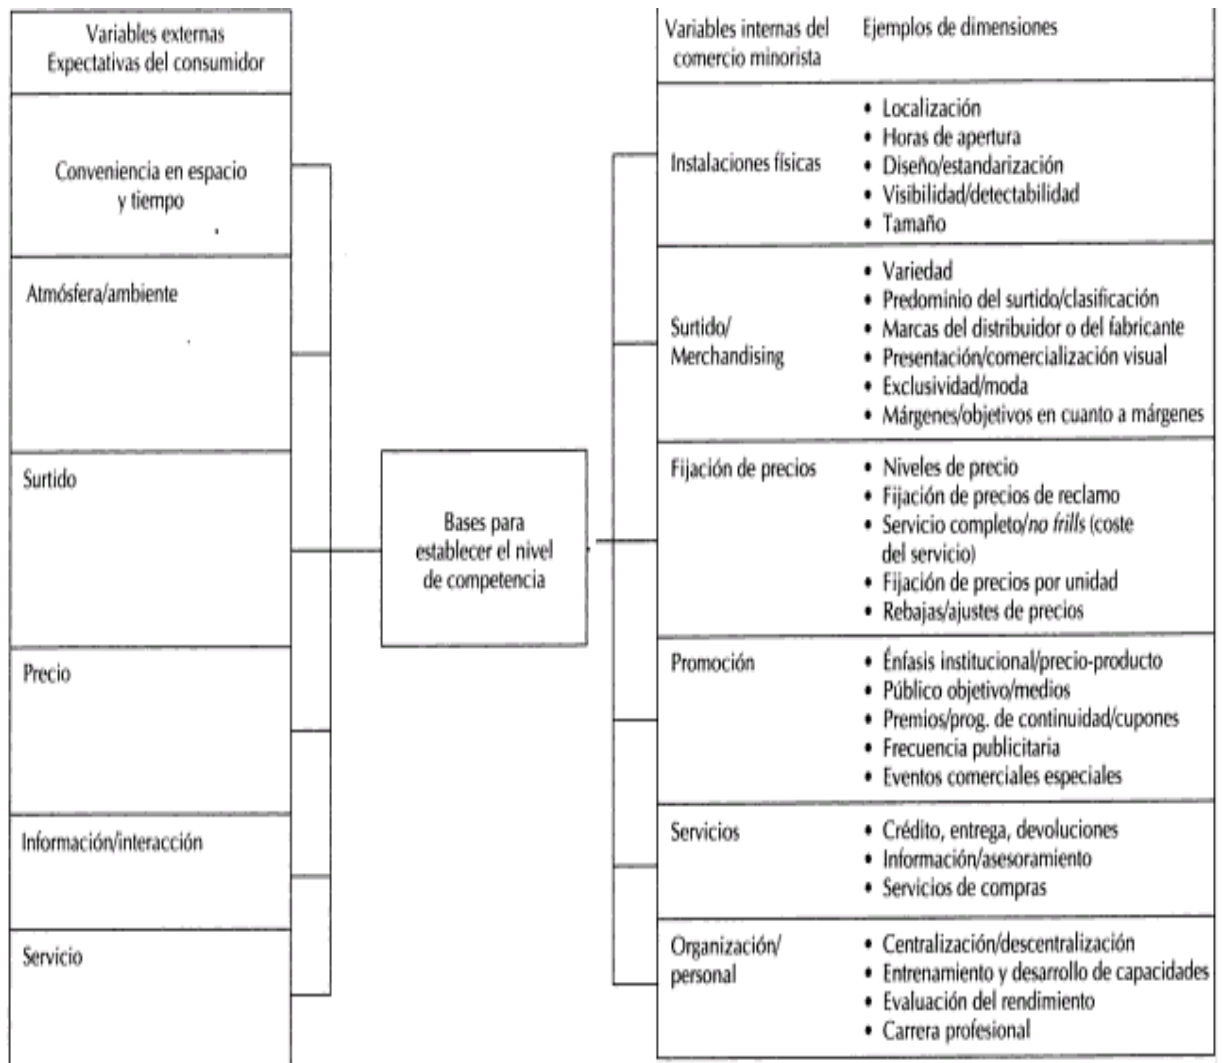 Variables externas
Expectativas del consumidor
Conveniencia en espacio
y tiempo
Atmósfera/ambiente
Surtido
Precio
Información/interacción
Servicio
Bases para
establecer el nivel
de competencia
Variables internas del
comercio minorista
Ejemplos de dimensiones
Instalaciones físicas
• Localización
• Horas de apertura
• Diseño/estandarización
• Visibilidad/detectabilidad
• Tamaño
Surtido/
Merchandising
• Variedad
• Predominio del surtido/clasificación
• Marcas del distribuidor o del fabricante
• Presentación/comercialización visual
• Exclusividad/moda
• Márgenes/objetivos en cuanto a márgenes
Fijación de precios
• Niveles de precio
• Fijación de precios de reclamo
• Servicio completo/no frills (coste
del servicio)
• Fijación de precios por unidad
• Rebajas/ajustes de precios
Promoción
• Énfasis institucional/precio-producto
• Público objetivo/medios
• Premios/prog. de continuidad/cupones
• Frecuencia publicitaria
• Eventos comerciales especiales
Servicios
• Crédito, entrega, devoluciones
• Información/asesoramiento
• Servicios de compras
Organización/
personal
• Centralización/descentralización
• Entrenamiento y desarrollo de capacidades
• Evaluación del rendimiento
• Carrera profesional